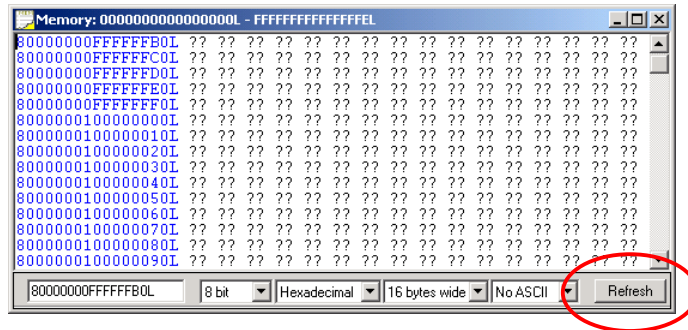 Memory: 0000000000000000L - FFFFFFFFFFFFFFFEL
80000000FFFFFFB0L ?? ?? ?? ?? ?? ?? ?? ?? ?? ?? ?? ?? ?? ?? ?? ??
80000000FFFFFFC0L ?? ?? ?? ?? ?? ?? ?? ?? ?? ?? ?? ?? ?? ?? ?? ??
80000000FFFFFFD0L ?? ?? ?? ?? ?? ?? ?? ?? ?? ?? ?? ?? ?? ?? ?? ??
80000000FFFFFFE0L ?? ?? ?? ?? ?? ?? ?? ?? ?? ?? ?? ?? ?? ?? ?? ??
80000000FFFFFFF0L ?? ?? ?? ?? ?? ?? ?? ?? ?? ?? ?? ?? ?? ?? ?? ??
8000000100000000L ?? ?? ?? ?? ?? ?? ?? ?? ?? ?? ?? ?? ?? ?? ?? ??
8000000100000010L ?? ?? ?? ?? ?? ?? ?? ?? ?? ?? ?? ?? ?? ?? ?? ??
8000000100000020L ?? ?? ?? ?? ?? ?? ?? ?? ?? ?? ?? ?? ?? ?? ?? ??
8000000100000030L ?? ?? ?? ?? ?? ?? ?? ?? ?? ?? ?? ?? ?? ?? ?? ??
8000000100000040L ?? ?? ?? ?? ?? ?? ?? ?? ?? ?? ?? ?? ?? ?? ?? ??
8000000100000050L ?? ?? ?? ?? ?? ?? ?? ?? ?? ?? ?? ?? ?? ?? ?? ??
8000000100000060L ?? ?? ?? ?? ?? ?? ?? ?? ?? ?? ?? ?? ?? ?? ?? ??
8000000100000070L ?? ?? ?? ?? ?? ?? ?? ?? ?? ?? ?? ?? ?? ?? ?? ??
8000000100000080L ?? ?? ?? ?? ?? ?? ?? ?? ?? ?? ?? ?? ?? ?? ?? ??
8000000100000090L ?? ?? ?? ?? ?? ?? ?? ?? ?? ?? ?? ?? ?? ?? ?? ??
80000000FFFFFFB0L 8 bit Hexadecimal 16 bytes wide No ASCII Refresh